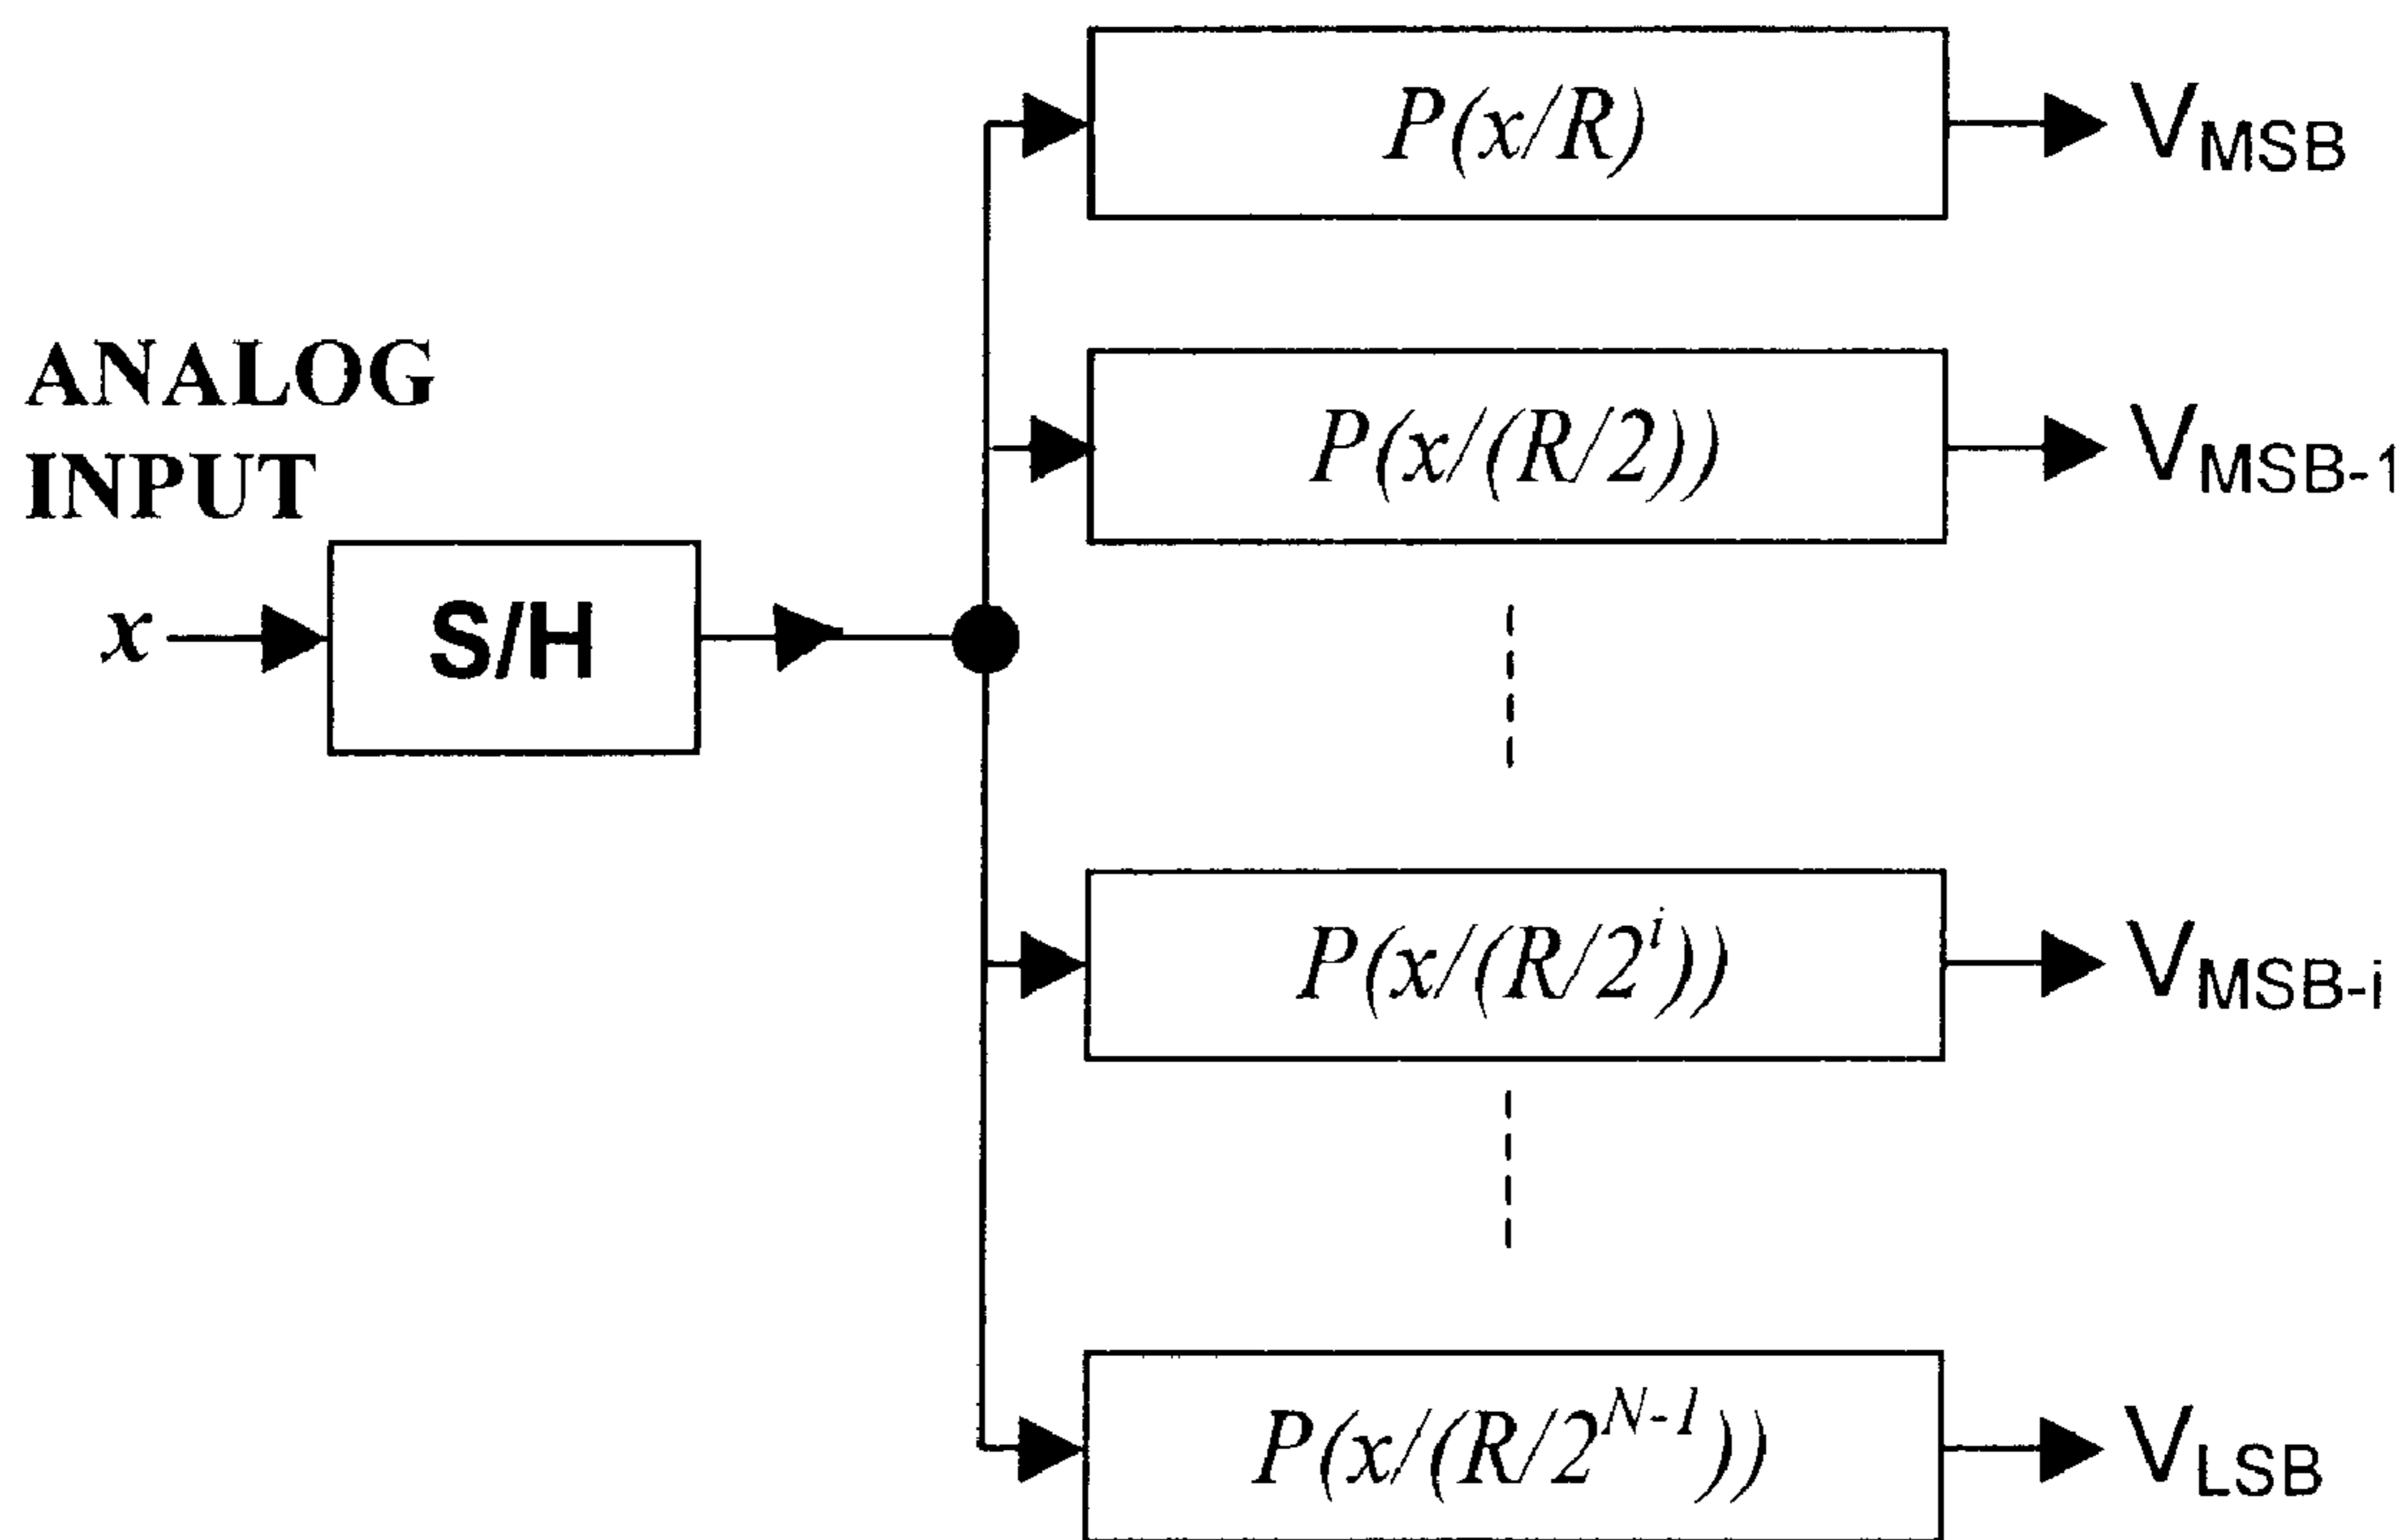 P(x/R)
V_MSB
ANALOG
INPUT
P(x/(R/2))
V_MSB-1
x
S/H
P(x/(R/2^i))
V_MSB-i
P(x/(R/2^{N-1}))
V_LSB